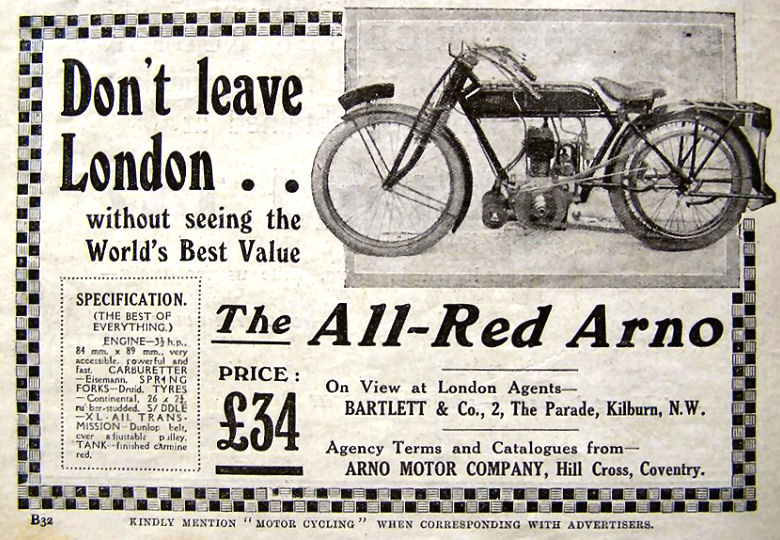 Don't leave
London . .
without seeing the
World's Best Value
SPECIFICATION.
(THE BEST OF
EVERYTHING.)
ENGINE—3½ h.p.,
84 mm. x 89 mm., very
accessible, powerful and
fast. CARBURETTER
—Eisemann. SPRING
FORKS—Druid. TYRES
—Continental, 26 x
rubber-studded. SADDLE
—XL-ALL TRANS-
MISSION—Dunlop belt,
over adjustable pulley.
TANK—finished carmine
red.
The All-Red Arno
PRICE:
£34
On View at London Agents—
BARTLETT & Co., 2, The Parade, Kilburn, N.W.
Agency Terms and Catalogues from—
ARNO MOTOR COMPANY, Hill Cross, Coventry.
B32 KINDLY MENTION "MOTOR CYCLING" WHEN CORRESPONDING WITH ADVERTISERS.